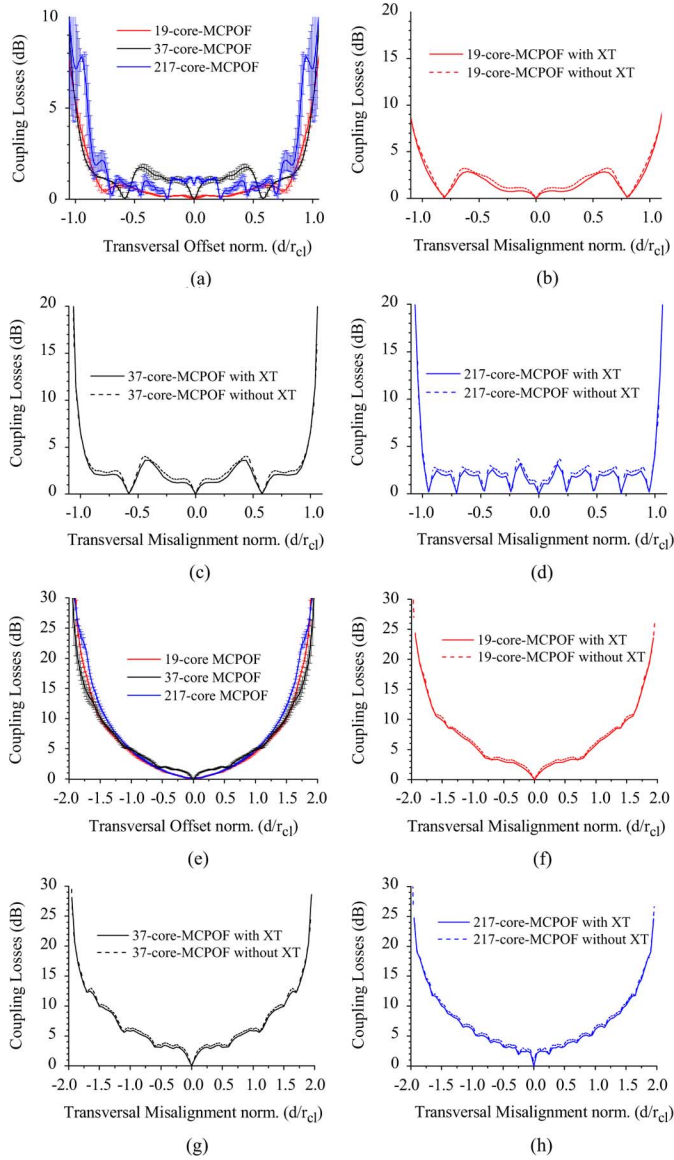 10
5
0
Coupling Losses (dB)
19-core-MCPOF
37-core-MCPOF
217-core-MCPOF
-1.0 -0.5 0.0 0.5 1.0
Transversal Offset norm. (d/rcl)
(a)
20
15
10
5
0
Coupling Losses (dB)
19-core-MCPOF with XT
19-core-MCPOF without XT
-1.0 -0.5 0.0 0.5 1.0
Transversal Misalignment norm. (d/rcl)
(b)
20
15
10
5
0
Coupling Losses (dB)
37-core-MCPOF with XT
37-core-MCPOF without XT
-1.0 -0.5 0.0 0.5 1.0
Transversal Misalignment norm. (d/rcl)
(c)
20
15
10
5
0
Coupling Losses (dB)
217-core-MCPOF with XT
217-core-MCPOF without XT
-1.0 -0.5 0.0 0.5 1.0
Transversal Misalignment norm. (d/rcl)
(d)
30
25
20
15
10
5
0
Coupling Losses (dB)
19-core MCPOF
37-core MCPOF
217-core MCPOF
-2.0 -1.5 -1.0 -0.5 0.0 0.5 1.0 1.5 2.0
Transversal Offset norm. (d/rcl)
(e)
30
25
20
15
10
5
0
Coupling Losses (dB)
19-core-MCPOF with XT
19-core-MCPOF without XT
-2.0 -1.5 -1.0 -0.5 0.0 0.5 1.0 1.5 2.0
Transversal Misalignment norm. (d/rcl)
(f)
30
25
20
15
10
5
0
Coupling Losses (dB)
37-core-MCPOF with XT
37-core-MCPOF without XT
-2.0 -1.5 -1.0 -0.5 0.0 0.5 1.0 1.5 2.0
Transversal Misalignment norm. (d/rcl)
(g)
30
25
20
15
10
5
0
Coupling Losses (dB)
217-core-MCPOF with XT
217-core-MCPOF without XT
-2.0 -1.5 -1.0 -0.5 0.0 0.5 1.0 1.5 2.0
Transversal Misalignment norm. (d/rcl)
(h)